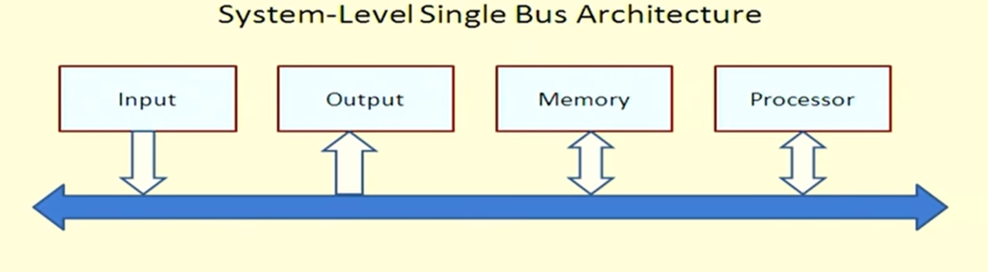 System-Level Single Bus Architecture
Input
Output
Memory
Processor